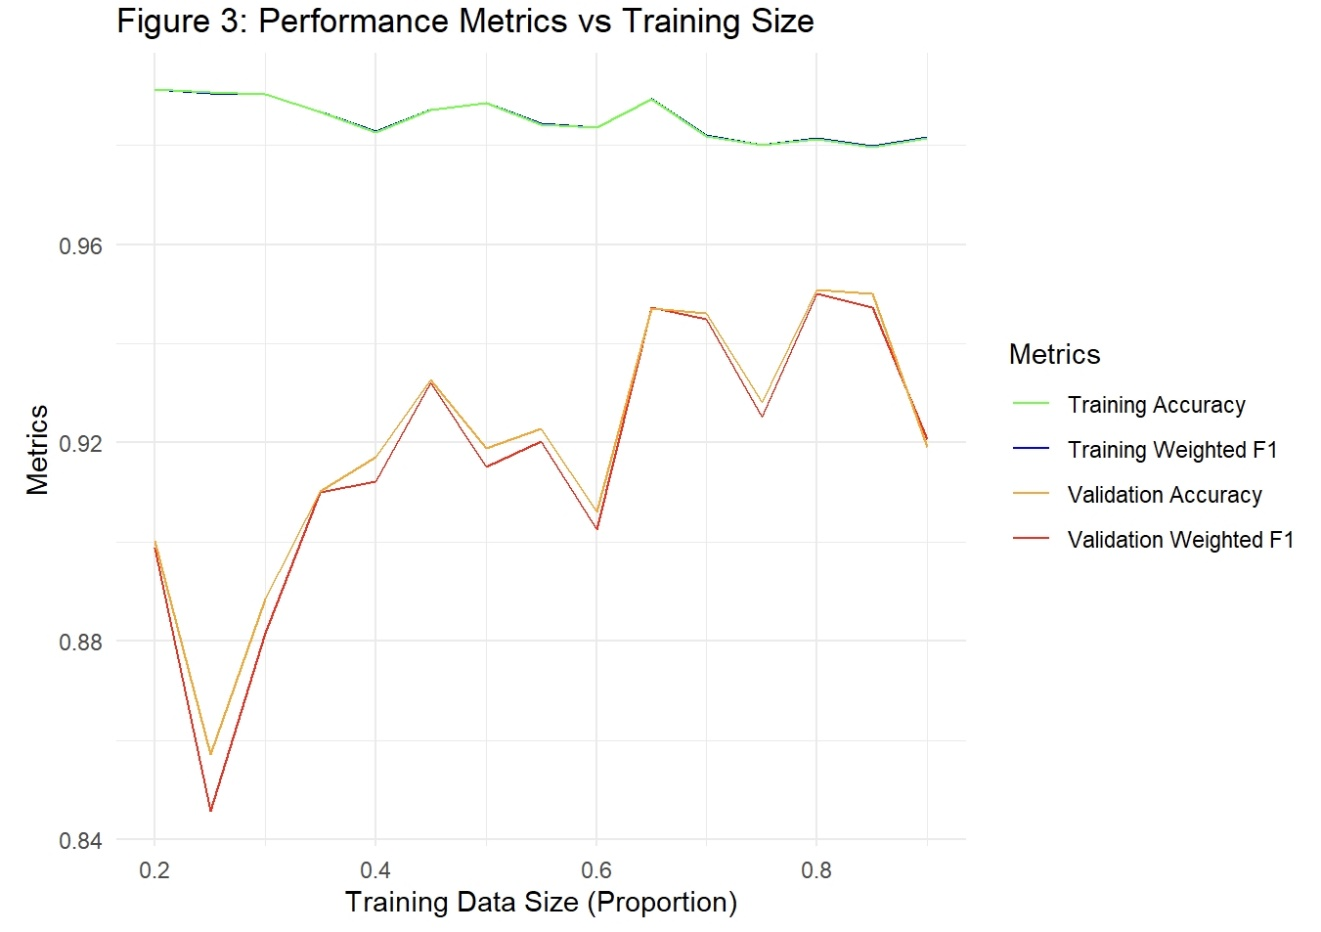 Figure 3: Performance Metrics vs Training Size
0.96
0.92
0.88
0.84
Metrics
0.2
0.4
0.6
0.8
Training Data Size (Proportion)
Metrics
Training Accuracy
Training Weighted F1
Validation Accuracy
Validation Weighted F1